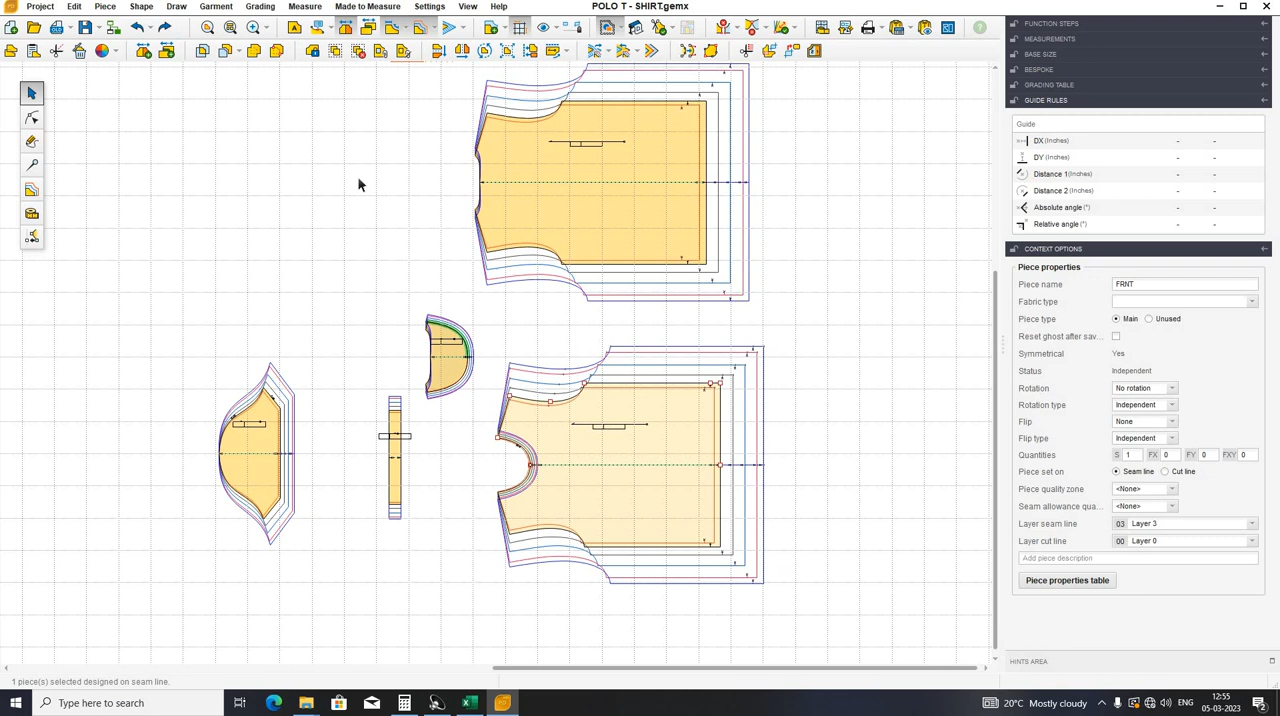 Home
Edit
Piece
Shape
Draw
Garment
Grading
Measure
Made to Measure
Settings
View
Help
POLO T - SHIRT.gemx
FUNCTION STEPS
MEASUREMENTS
BASE SIZE
BESPOKE
GRADING TABLE
GUIDE RULES
Guide
DX (Inches) - -
DY (Inches) - -
Distance 1(Inches) - -
Distance 2 (Inches) - -
Absolute angle (°) - -
Relative angle (°) - -
CONTEXT OPTIONS
Piece properties
Piece name FRNT
Fabric type
Piece type Main Unused
Reset ghost after sav...
Symmetrical Yes
Status Independent
Rotation No rotation
Rotation type Independent
Flip None
Flip type Independent
Quantities S 1 FX 0 FY 0 FXY 0
Piece set on Seam line Cut line
Piece quality zone <None>
Seam allowance qua... <None>
Layer seam line 03 Layer 3
Layer cut line 00 Layer 0
Add piece description
Piece properties table
HINTS AREA
1 piece(s) selected designed on seam line.
Type here to search
20°C Mostly cloudy
ENG
12:55
05-03-2023